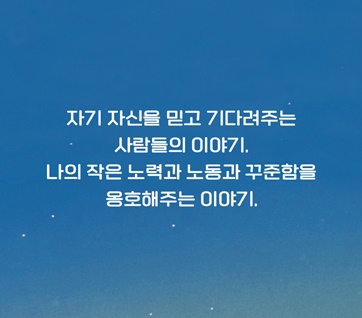 자기 자신을 믿고 기다려주는
사람들의 이야기.
나의 작은 노력과 노동과 꾸준함을
옹호해주는 이야기.